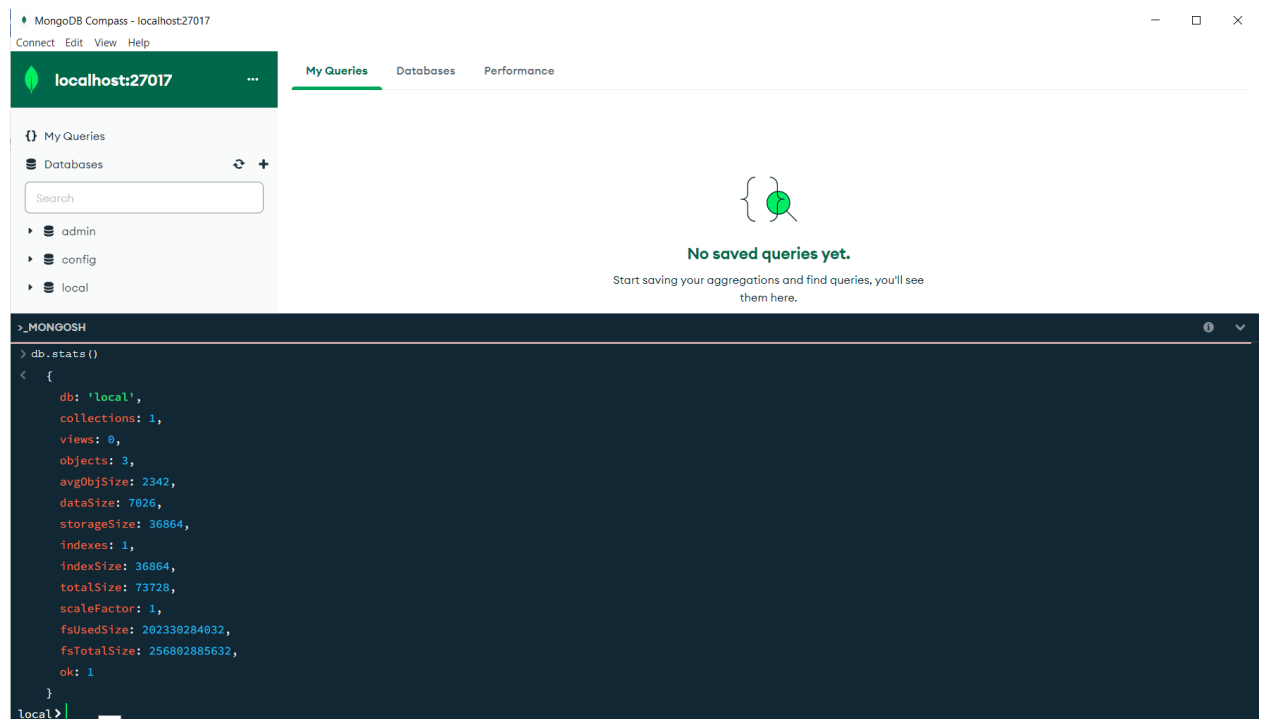 MongoDB Compass - localhost:27017
Connect Edit View Help
localhost:27017 ...
My Queries Databases Performance
{} My Queries
Databases
Search
admin
config
local
No saved queries yet.
Start saving your aggregations and find queries, you'll see
them here.
>_MONGOSH
> db.stats()
< {
db: 'local',
collections: 1,
views: 0,
objects: 3,
avgObjSize: 2342,
dataSize: 7026,
storageSize: 36864,
indexes: 1,
indexSize: 36864,
totalSize: 73728,
scaleFactor: 1,
fsUsedSize: 202330284032,
fsTotalSize: 256802885632,
ok: 1
}
local>